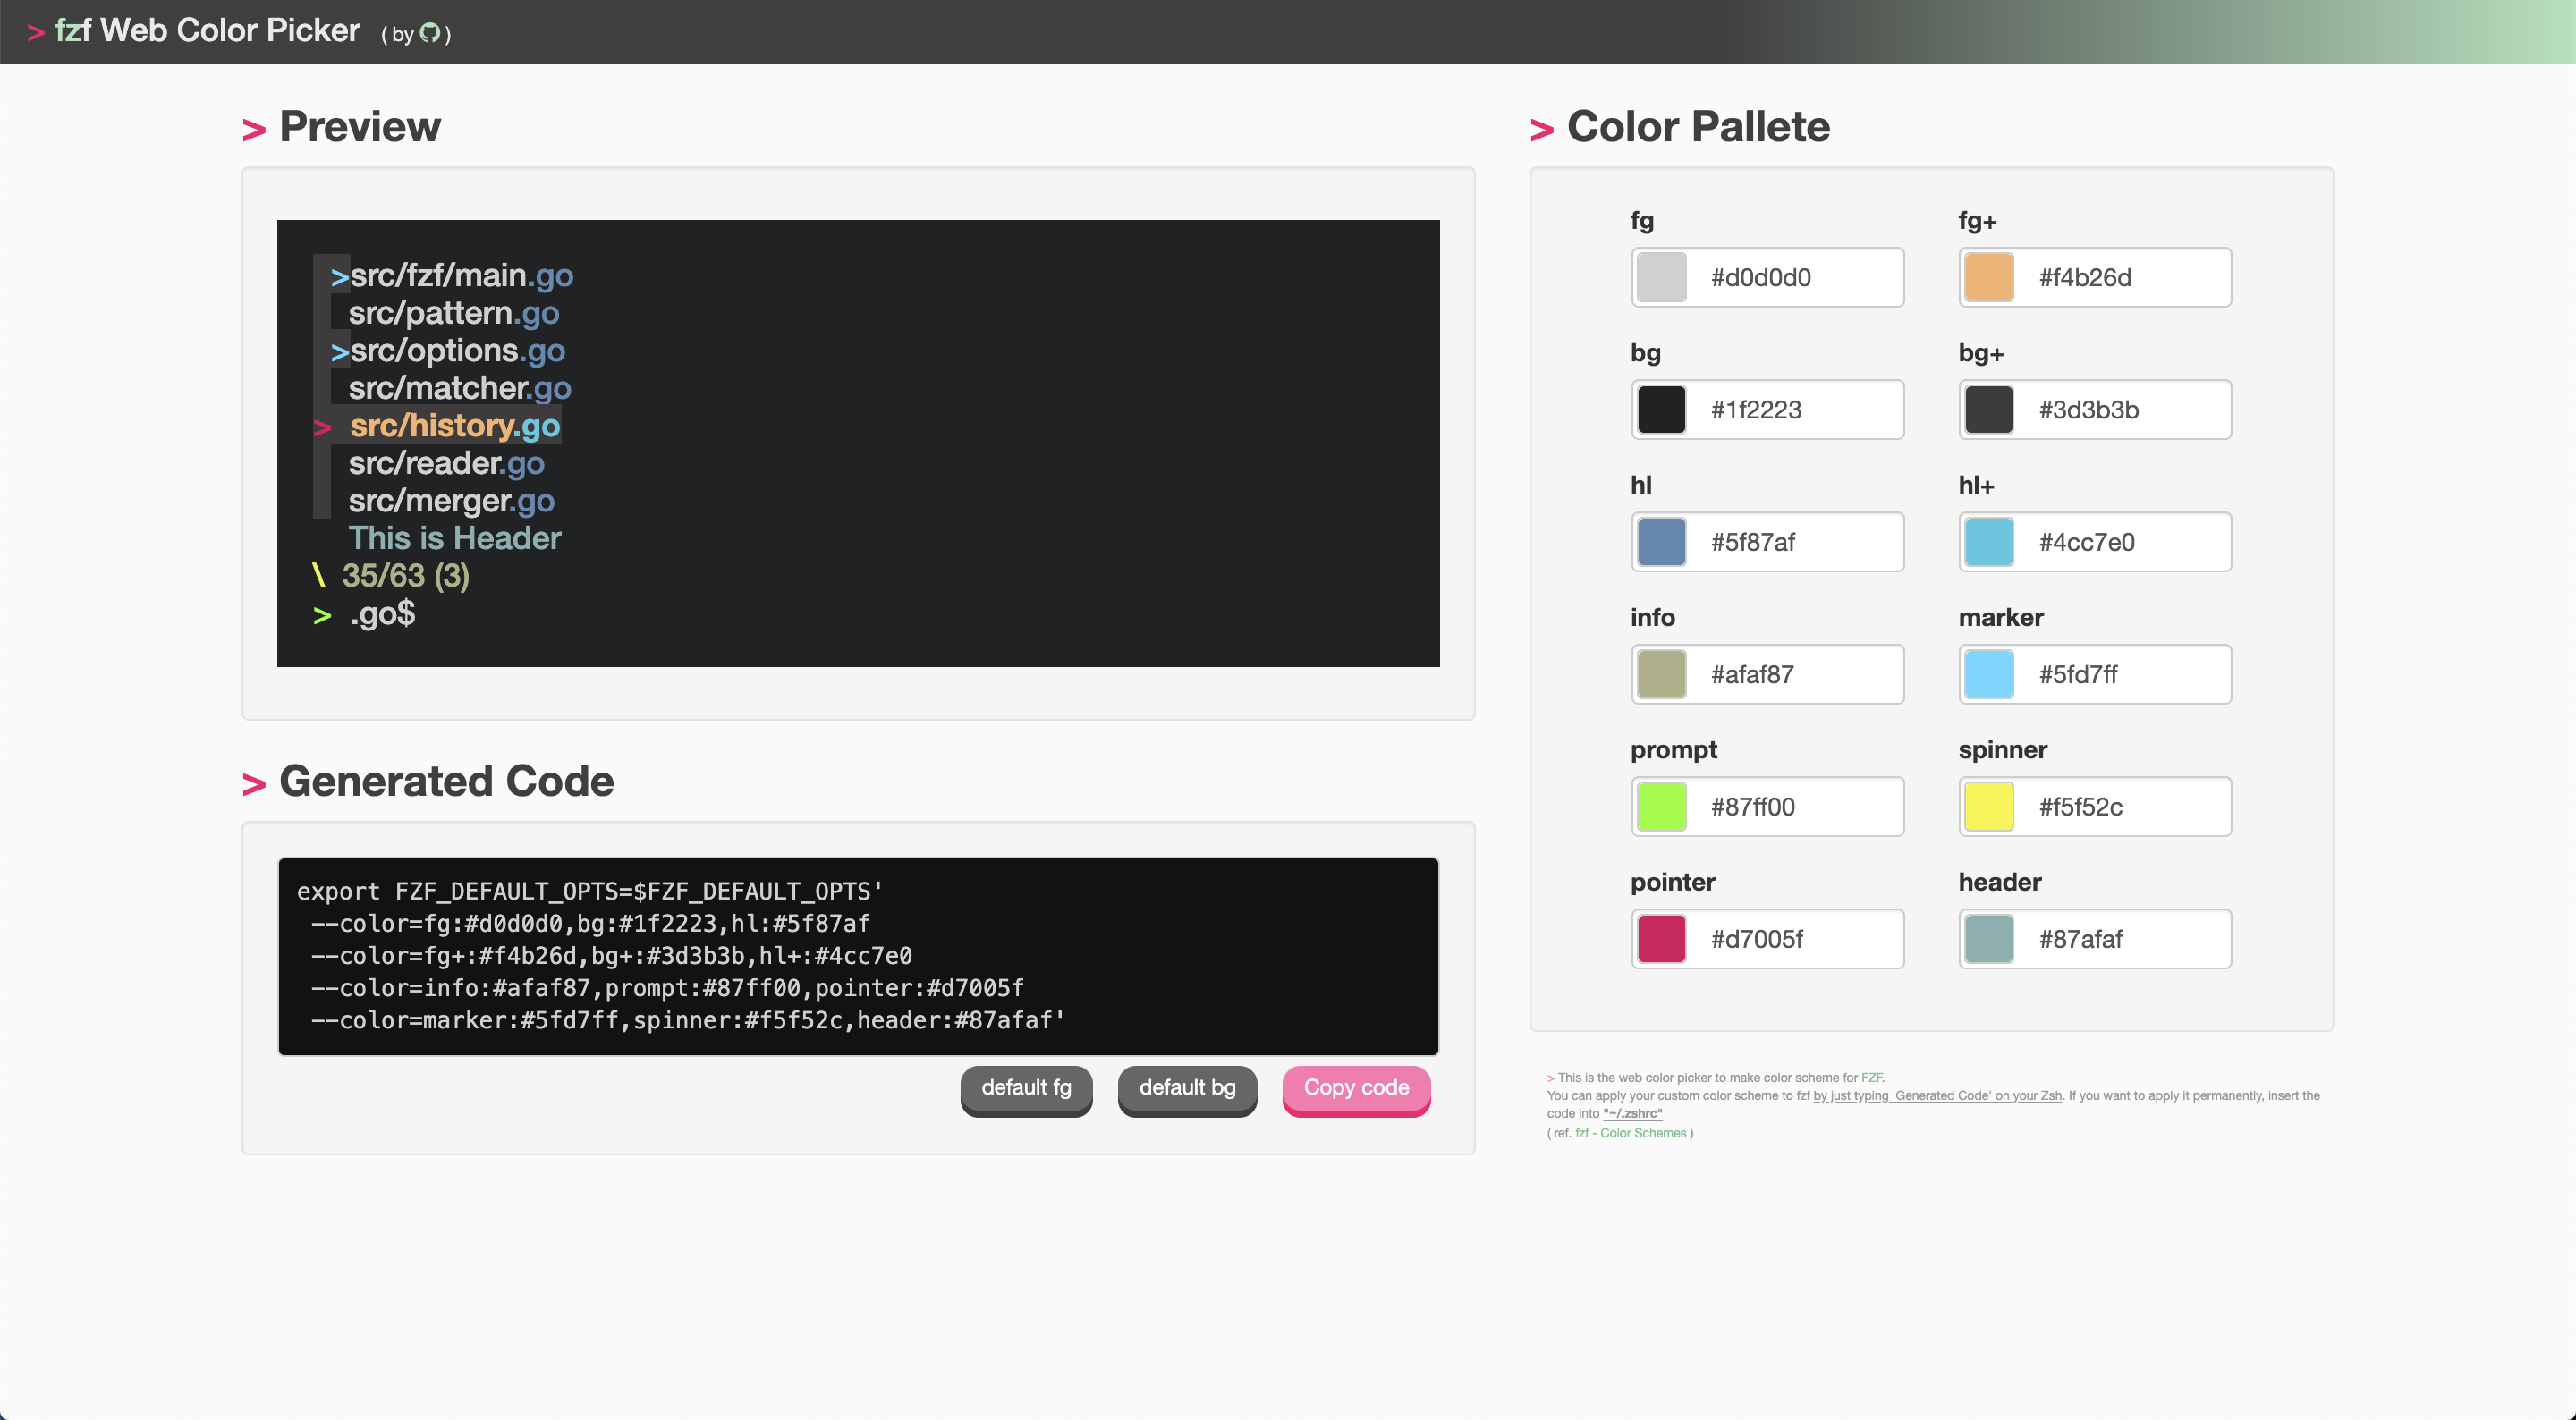 > fzf Web Color Picker ( by )
> Preview
>src/fzf/main.go
src/pattern.go
>src/options.go
src/matcher.go
> src/history.go
src/reader.go
src/merger.go
This is Header
\ 35/63 (3)
> .go$
> Generated Code
export FZF_DEFAULT_OPTS=$FZF_DEFAULT_OPTS'
--color=fg:#d0d0d0,bg:#1f2223,hl:#5f87af
--color=fg+:#f4b26d,bg+:#3d3b3b,hl+:#4cc7e0
--color=info:#afaf87,prompt:#87ff00,pointer:#d7005f
--color=marker:#5fd7ff,spinner:#f5f52c,header:#87afaf'
default fg
default bg
Copy code
> Color Pallete
fg
fg+
#d0d0d0
#f4b26d
bg
bg+
#1f2223
#3d3b3b
hl
hl+
#5f87af
#4cc7e0
info
marker
#afaf87
#5fd7ff
prompt
spinner
#87ff00
#f5f52c
pointer
header
#d7005f
#87afaf
> This is the web color picker to make color scheme for FZF.
You can apply your custom color scheme to fzf by just typing 'Generated Code' on your Zsh. If you want to apply it permanently, insert the
code into "~/.zshrc"
( ref. fzf - Color Schemes )